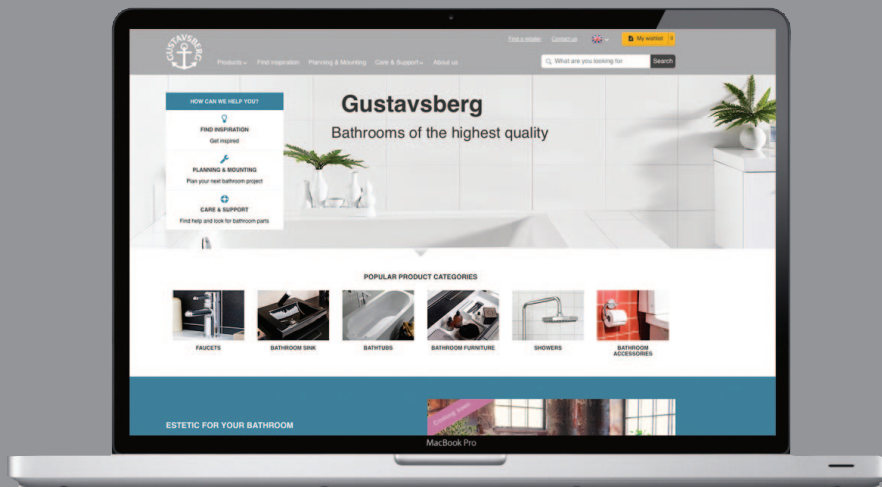 GUSTAVSBERG
Find a retailer Contact us My wishlist 0
Products Find inspiration Planning & Mounting Care & Support About us
What are you looking for Search
HOW CAN WE HELP YOU?
FIND INSPIRATION
Get inspired
PLANNING & MOUNTING
Plan your next bathroom project
CARE & SUPPORT
Find help and look for bathroom parts
Gustavsberg
Bathrooms of the highest quality
POPULAR PRODUCT CATEGORIES
FAUCETS
BATHROOM SINK
BATHTUBS
BATHROOM FURNITURE
SHOWERS
BATHROOM
ACCESSORIES
ESTETIC FOR YOUR BATHROOM
Coming soon
MacBook Pro